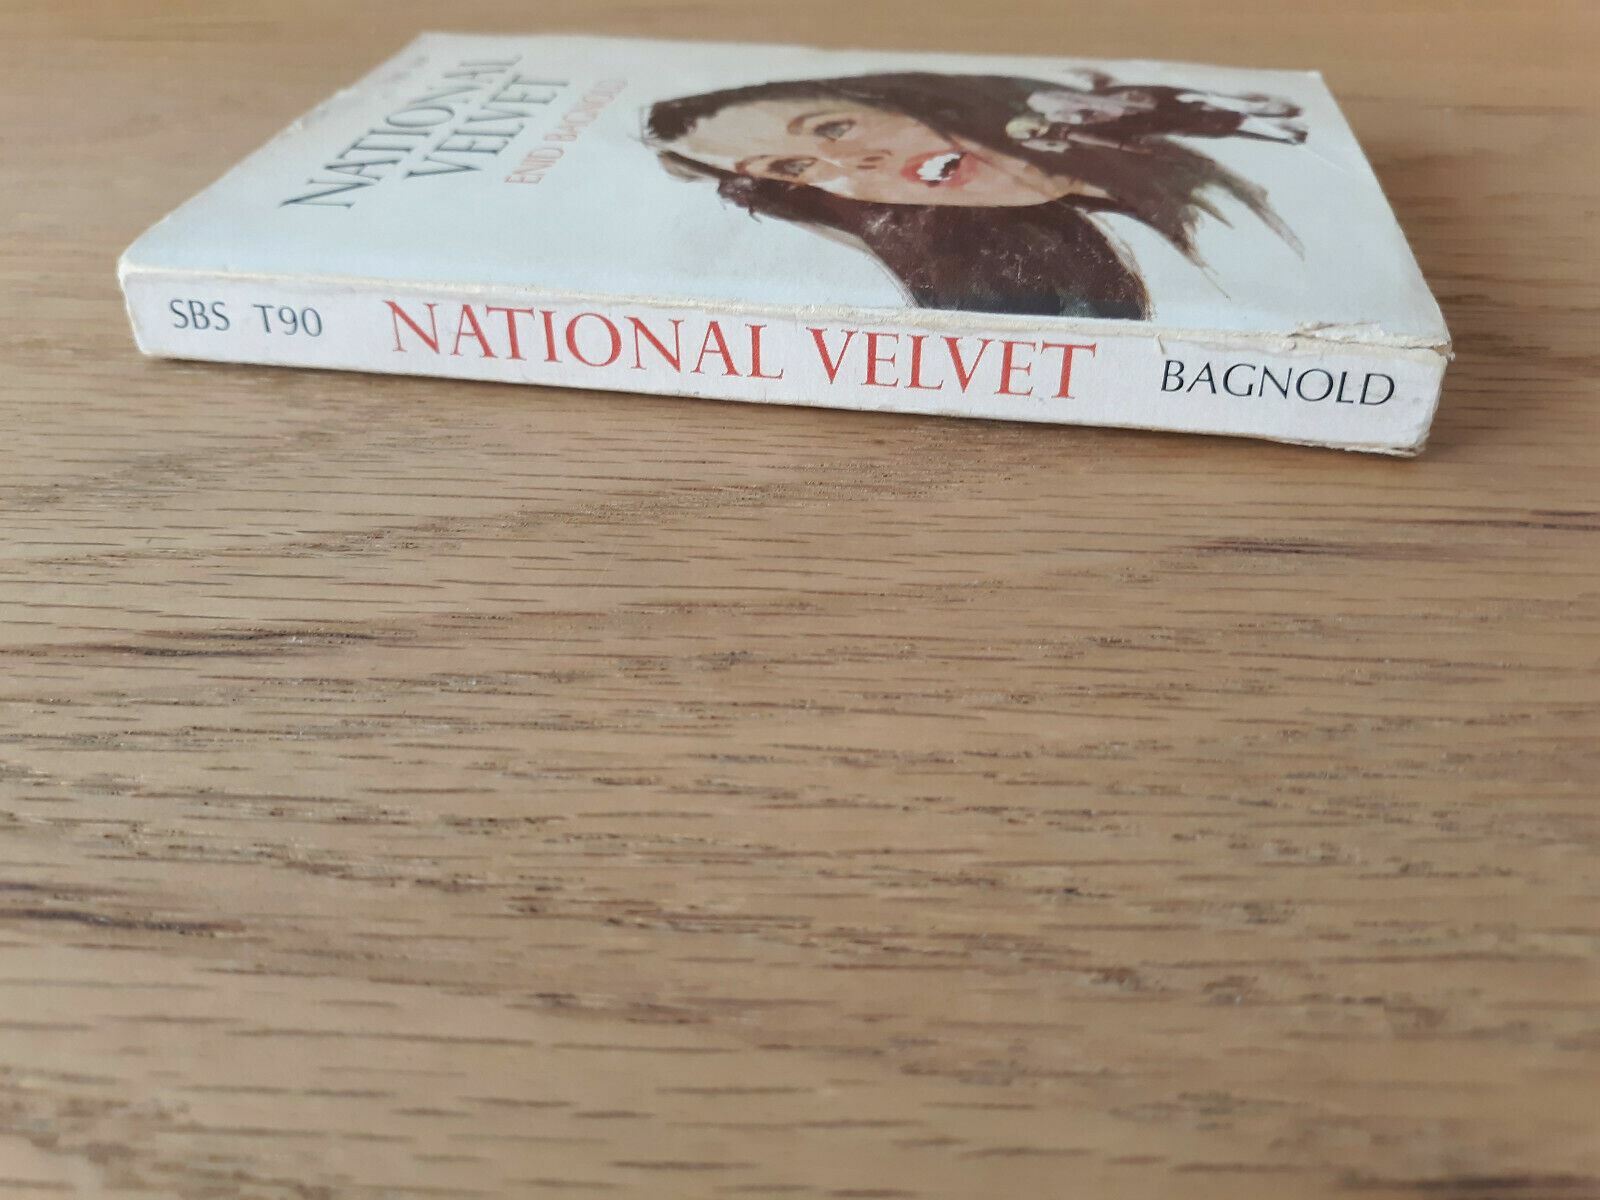 NATIONAL
VELVET
ENID BAGNOLD
SBS T90 NATIONAL VELVET BAGNOLD